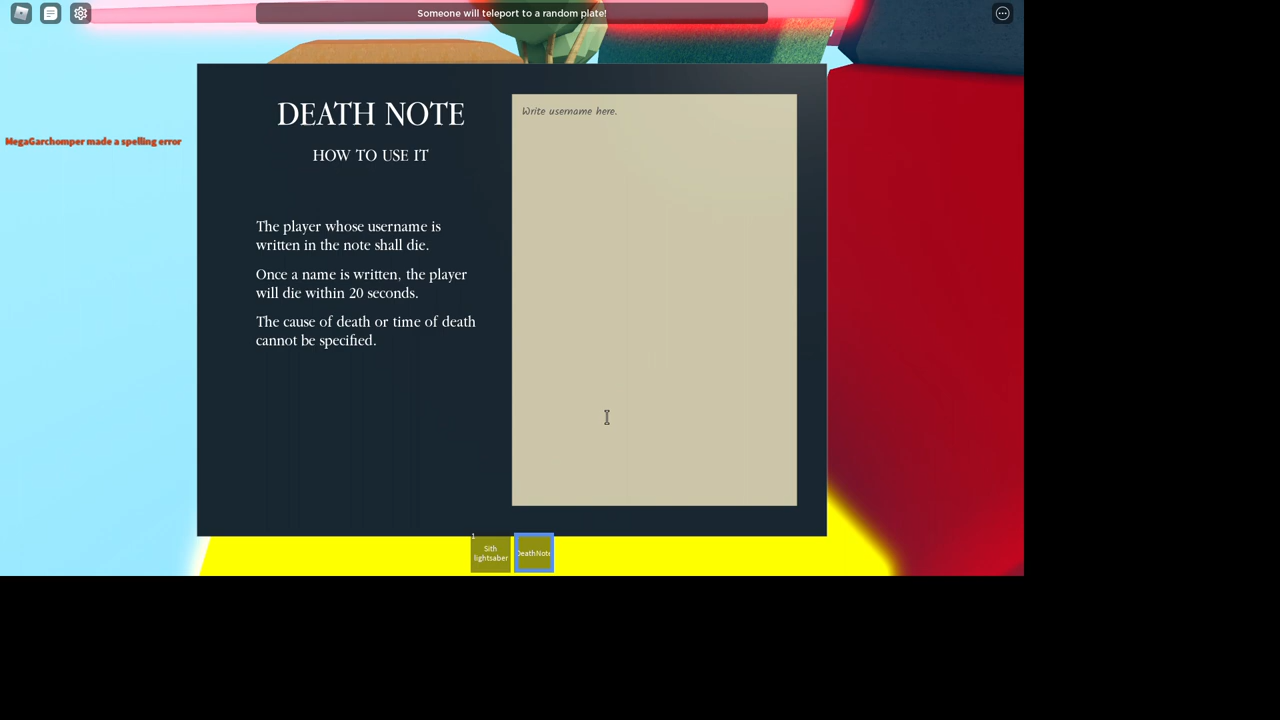 Someone will teleport to a random plate!
DEATH NOTE
HOW TO USE IT
Write username here.
MegaGarchomper made a spelling error
The player whose username is
written in the note shall die.
Once a name is written, the player
will die within 20 seconds.
The cause of death or time of death
cannot be specified.
1
Sith
lightsaber
DeathNote